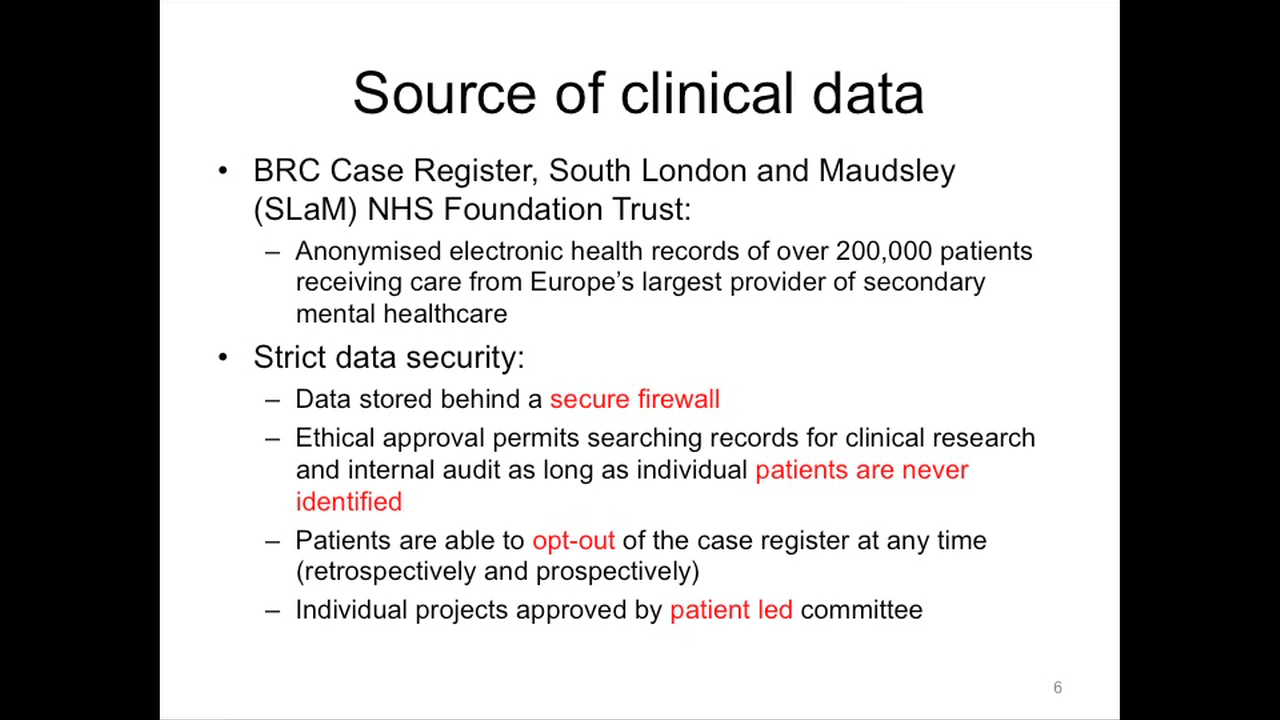 Source of clinical data
• BRC Case Register, South London and Maudsley
(SLaM) NHS Foundation Trust:
– Anonymised electronic health records of over 200,000 patients
receiving care from Europe’s largest provider of secondary
mental healthcare
• Strict data security:
– Data stored behind a secure firewall
– Ethical approval permits searching records for clinical research
and internal audit as long as individual patients are never
identified
– Patients are able to opt-out of the case register at any time
(retrospectively and prospectively)
– Individual projects approved by patient led committee
6